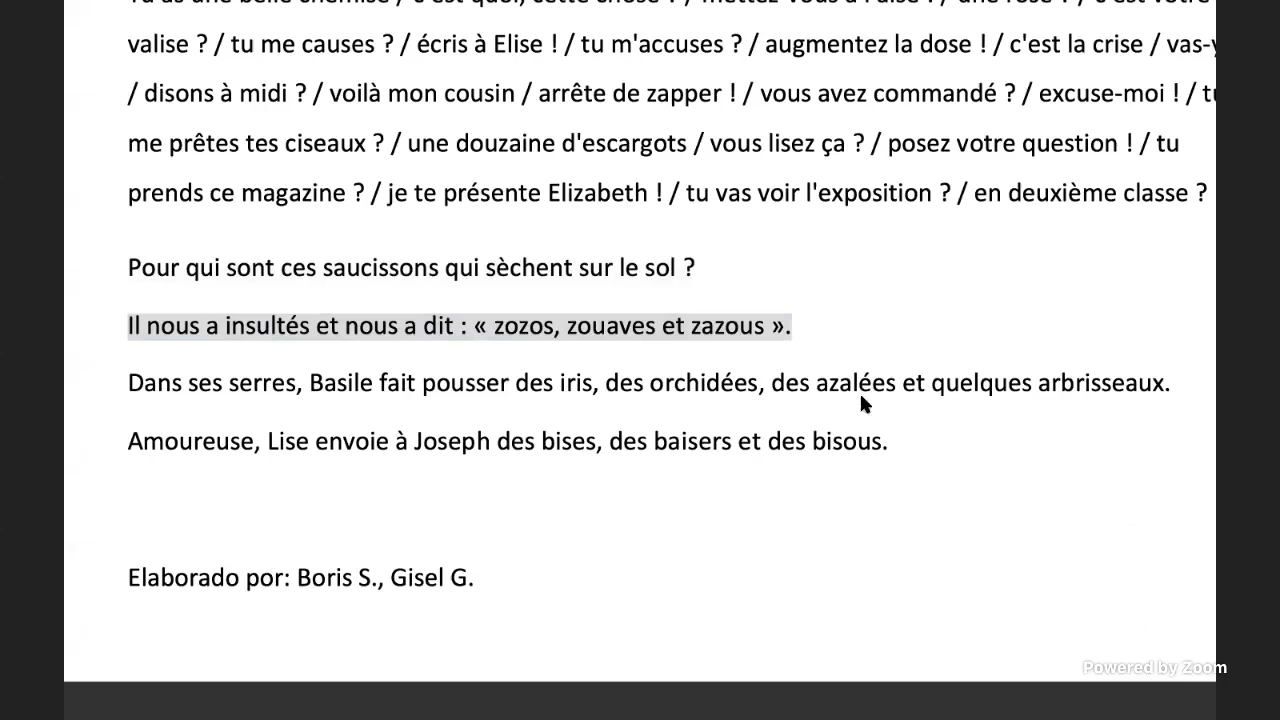 valise ? / tu me causes ? / écris à Elise ! / tu m'accuses ? / augmentez la dose ! / c'est la crise / vas-y
/ disons à midi ? / voilà mon cousin / arrête de zapper ! / vous avez commandé ? / excuse-moi ! / tu
me prêtes tes ciseaux ? / une douzaine d'escargots / vous lisez ça ? / posez votre question ! / tu
prends ce magazine ? / je te présente Elizabeth ! / tu vas voir l'exposition ? / en deuxième classe ?
Pour qui sont ces saucissons qui sèchent sur le sol ?
Il nous a insultés et nous a dit : « zozos, zouaves et zazous ».
Dans ses serres, Basile fait pousser des iris, des orchidées, des azalées et quelques arbrisseaux.
Amoureuse, Lise envoie à Joseph des bises, des baisers et des bisous.
Elaborado por: Boris S., Gisel G.
Powered by Zoom